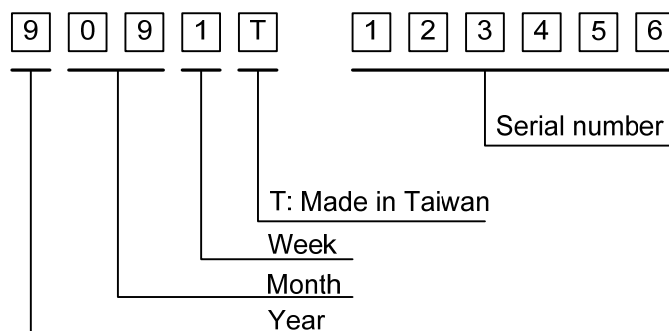 9 0 9 1 T 1 2 3 4 5 6
Serial number
T: Made in Taiwan
Week
Month
Year